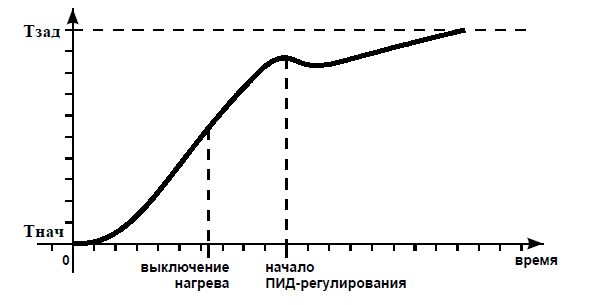 Тзад
Тнач
0
выключение
нагрева
начало
ПИД-регулирования
время